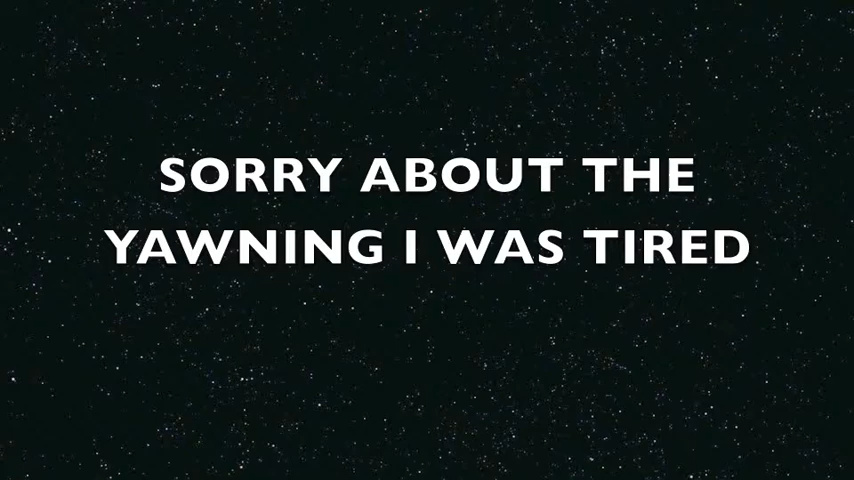 SORRY ABOUT THE
YAWNING I WAS TIRED